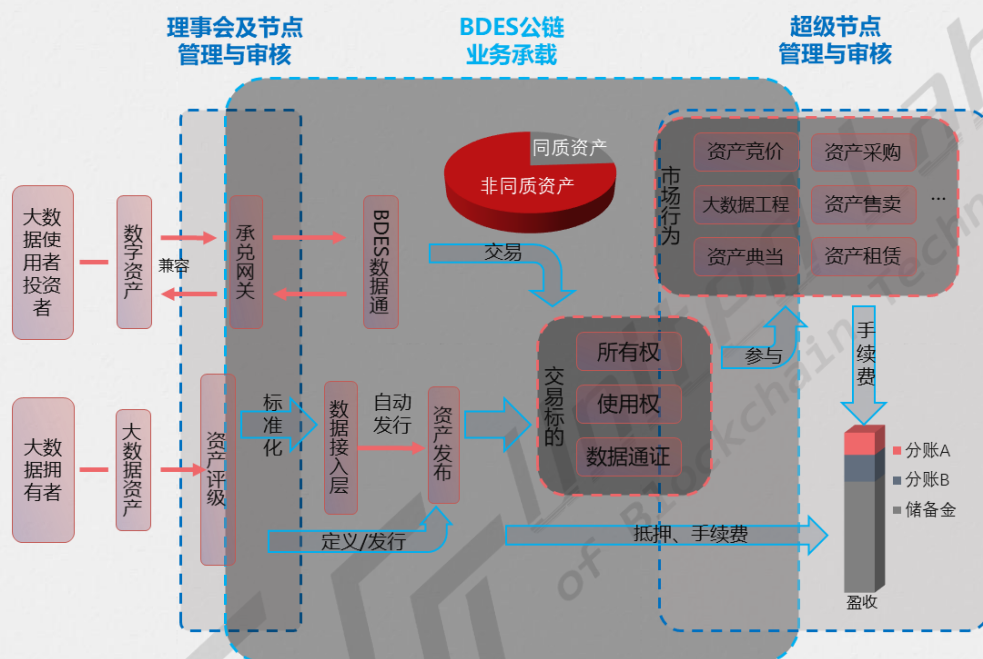 理事会及节点
管理与审核
BDES公链
业务承载
超级节点
管理与审核
同质资产
非同质资产
资产竞价
资产采购
大数据工程
资产售卖
...
资产典当
资产租赁
市场行为
大数
据使
用者
投资
者
数字资产
兼容
承兑网关
BDES数据通
交易
所有权
使用权
数据通证
交易标的
参与
手续费
大数
据拥
有者
大数据资产
资产评级
标准化
数据接入层
自动
发行
资产发布
定义/发行
抵押、手续费
分账A
分账B
储备金
盈收
of Blockchain Techn